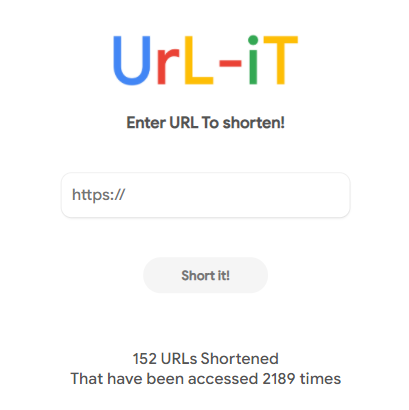 UrL-iT
Enter URL To shorten!
https://
Short it!
152 URLs Shortened
That have been accessed 2189 times